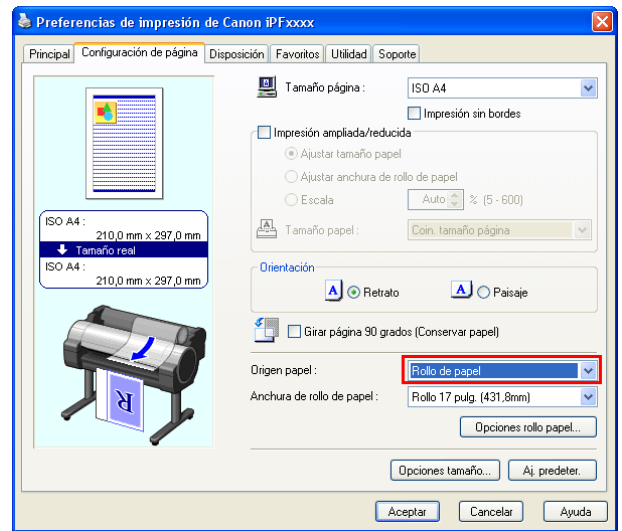 Preferencias de impresión de Canon iPFxxxx
Principal Configuración de página Disposición Favoritos Utilidad Soporte
Tamaño página : ISO A4
Impresión sin bordes
Impresión ampliada/reducida
Ajustar tamaño papel
Ajustar anchura de rollo de papel
Escala Auto % (5 - 600)
Tamaño papel : Coin. tamaño página
ISO A4 :
210,0 mm x 297,0 mm
Tamaño real
ISO A4 :
210,0 mm x 297,0 mm
Orientación
A Retrato A Paisaje
Girar página 90 grados (Conservar papel)
Origen papel : Rollo de papel
Anchura de rollo de papel : Rollo 17 pulg. (431,8mm)
Opciones rollo papel...
R
Opciones tamaño... Aj. predeter.
Aceptar Cancelar Ayuda